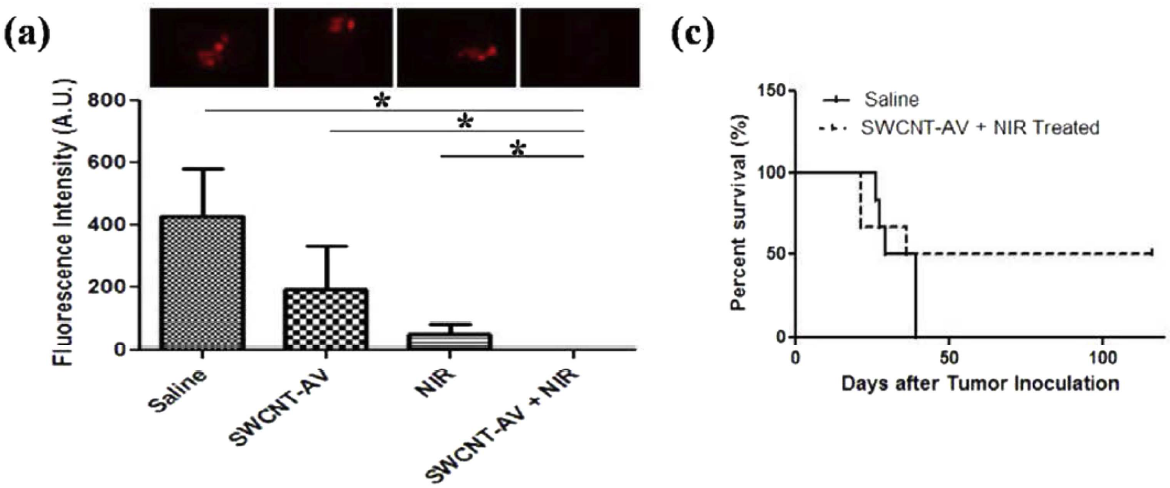 (a)
Fluorescence Intensity (A.U.)
800
600
400
200
0
*
*
*
Saline
SWCNT-AV
NIR
SWCNT-AV + NIR
(c)
Percent survival (%)
150
100
50
0
Saline
SWCNT-AV + NIR Treated
0
50
100
Days after Tumor Inoculation